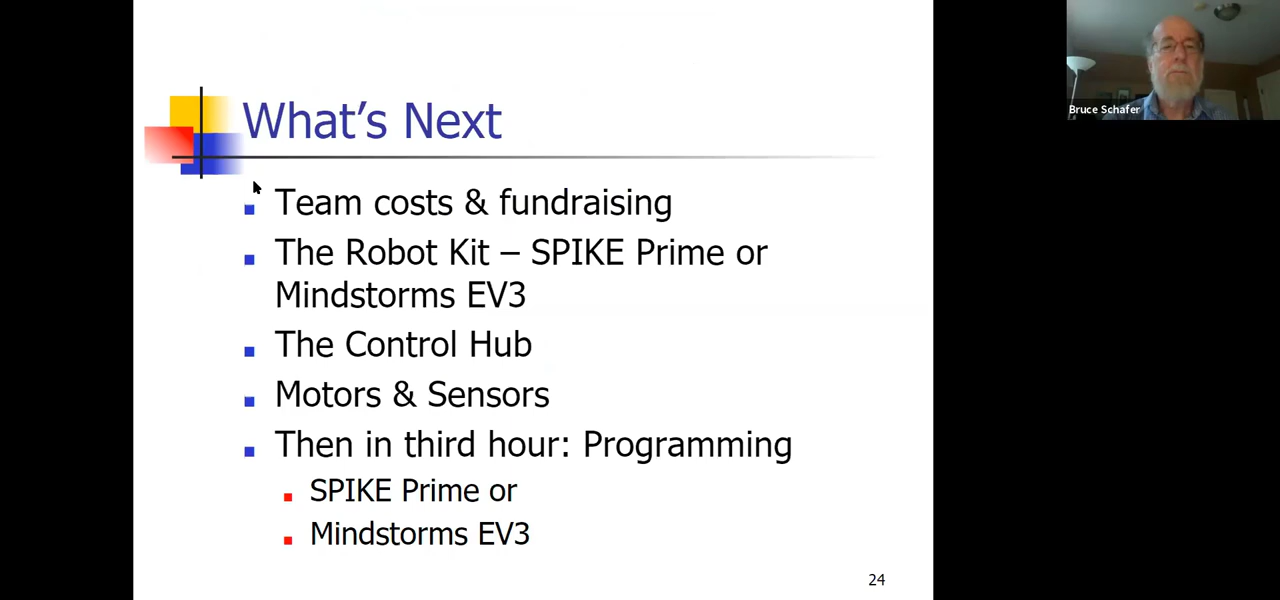 What's Next
Team costs & fundraising
The Robot Kit – SPIKE Prime or
Mindstorms EV3
The Control Hub
Motors & Sensors
Then in third hour: Programming
SPIKE Prime or
Mindstorms EV3
24
Bruce Schafer